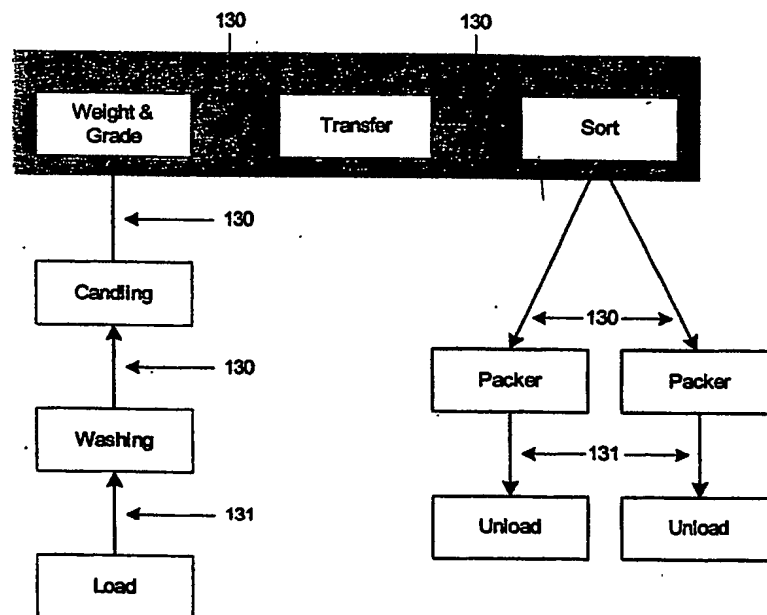 130 130
Weight &
Grade
Transfer
Sort
130
Candling
130
130
Packer Packer
Washing
131
131
Unload Unload
Load